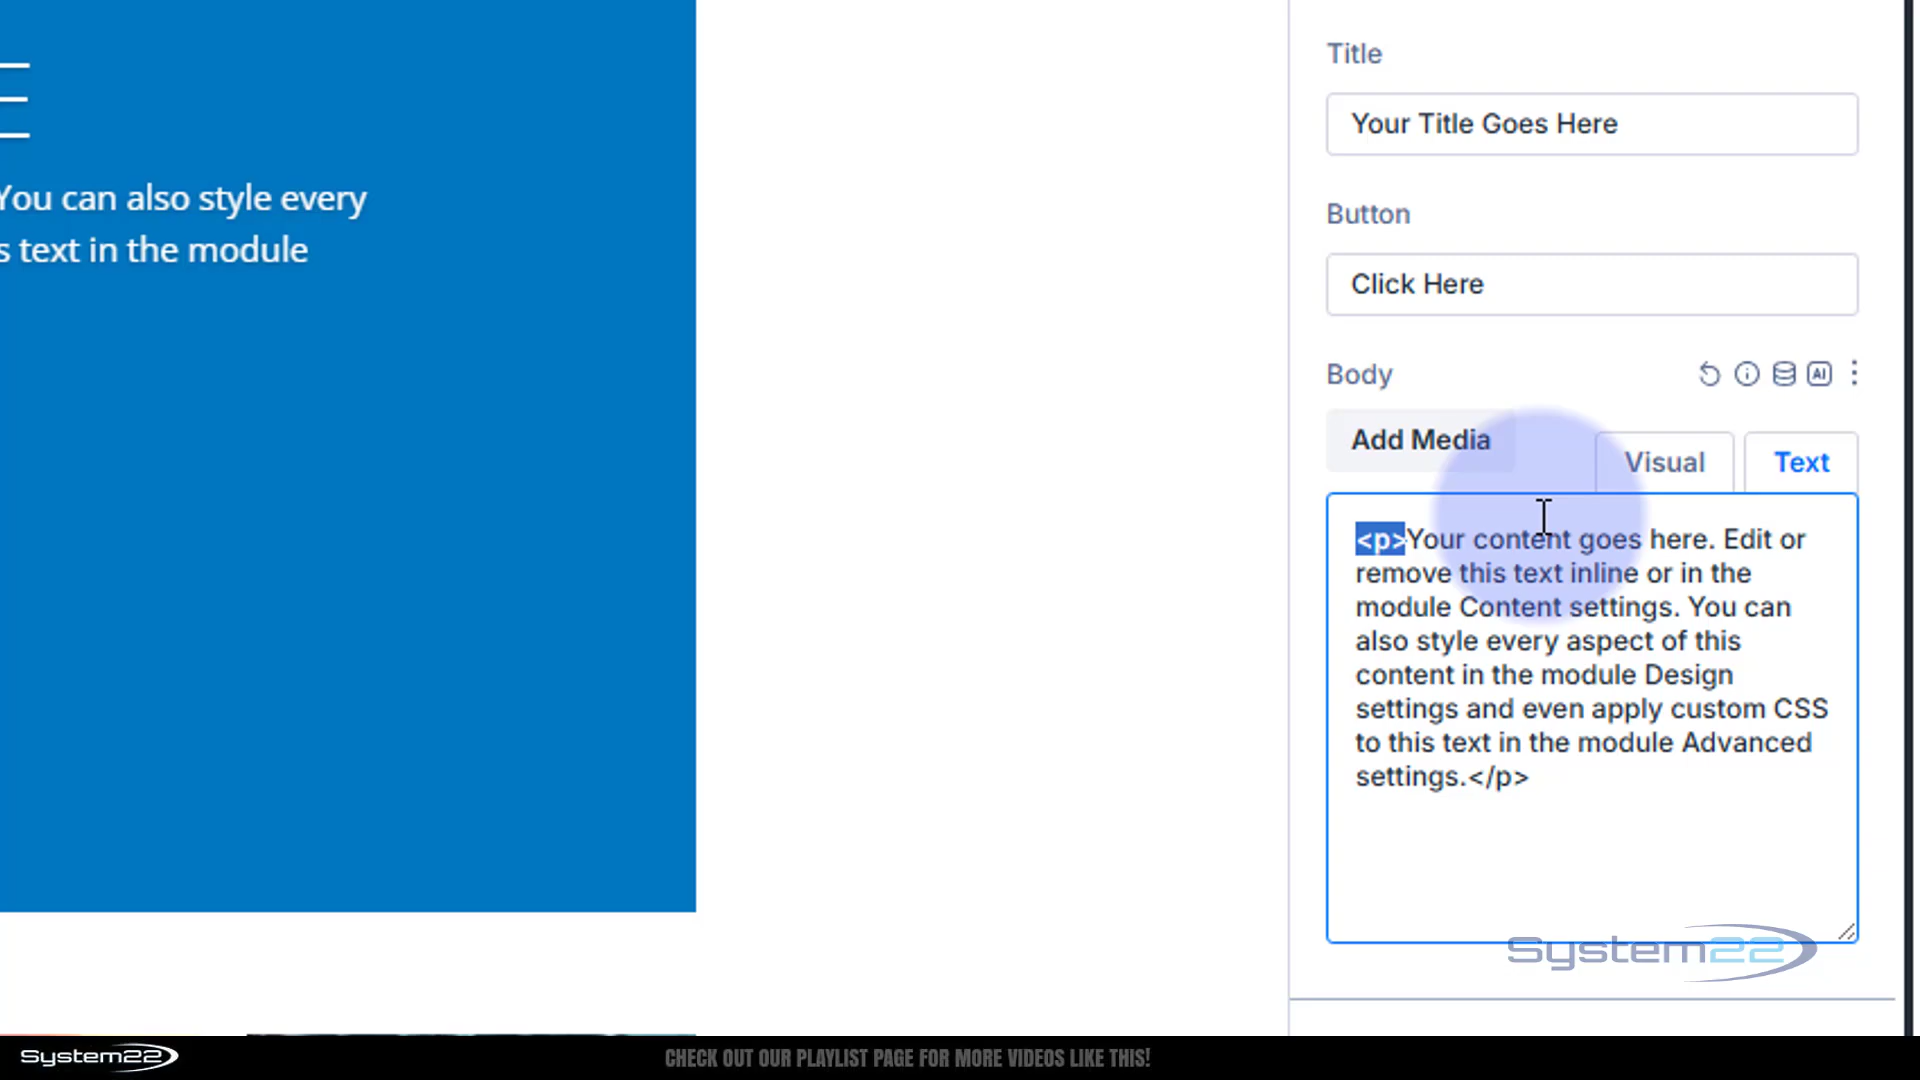 You can also style every
s text in the module
Title
Your Title Goes Here
Button
Click Here
Body
AI
Add Media
Visual
Text
<p>Your content goes here. Edit or
remove this text inline or in the
module Content settings. You can
also style every aspect of this
content in the module Design
settings and even apply custom CSS
to this text in the module Advanced
settings.</p>
System22
System22
CHECK OUT OUR PLAYLIST PAGE FOR MORE VIDEOS LIKE THIS!